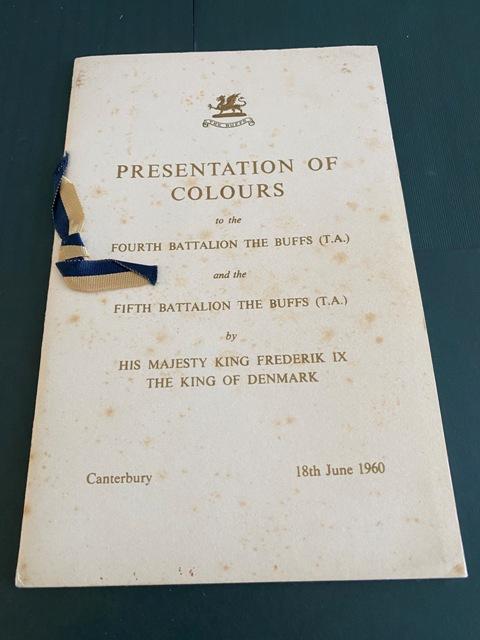 THE BUFFS
PRESENTATION OF
COLOURS
to the
FOURTH BATTALION THE BUFFS (T.A.)
and the
FIFTH BATTALION THE BUFFS (T.A.)
by
HIS MAJESTY KING FREDERIK IX
THE KING OF DENMARK
Canterbury
18th June 1960